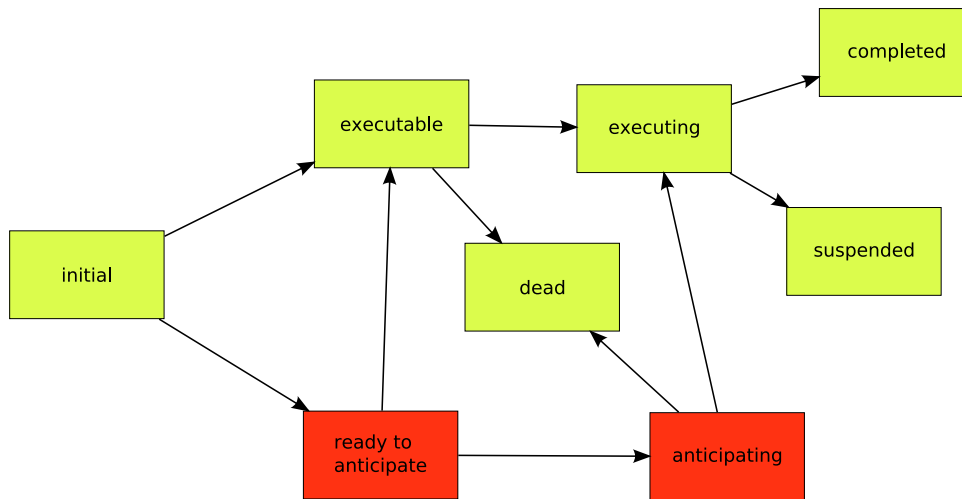 completed
executable
executing
initial
dead
suspended
ready to
anticipate
anticipating